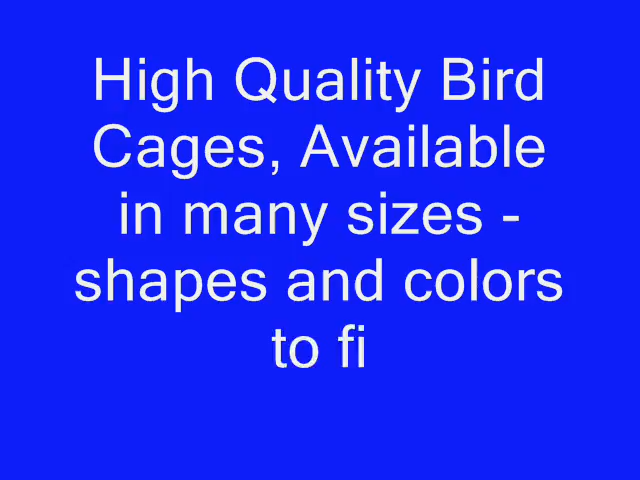 High Quality Bird
Cages, Available
in many sizes -
shapes and colors
to fi